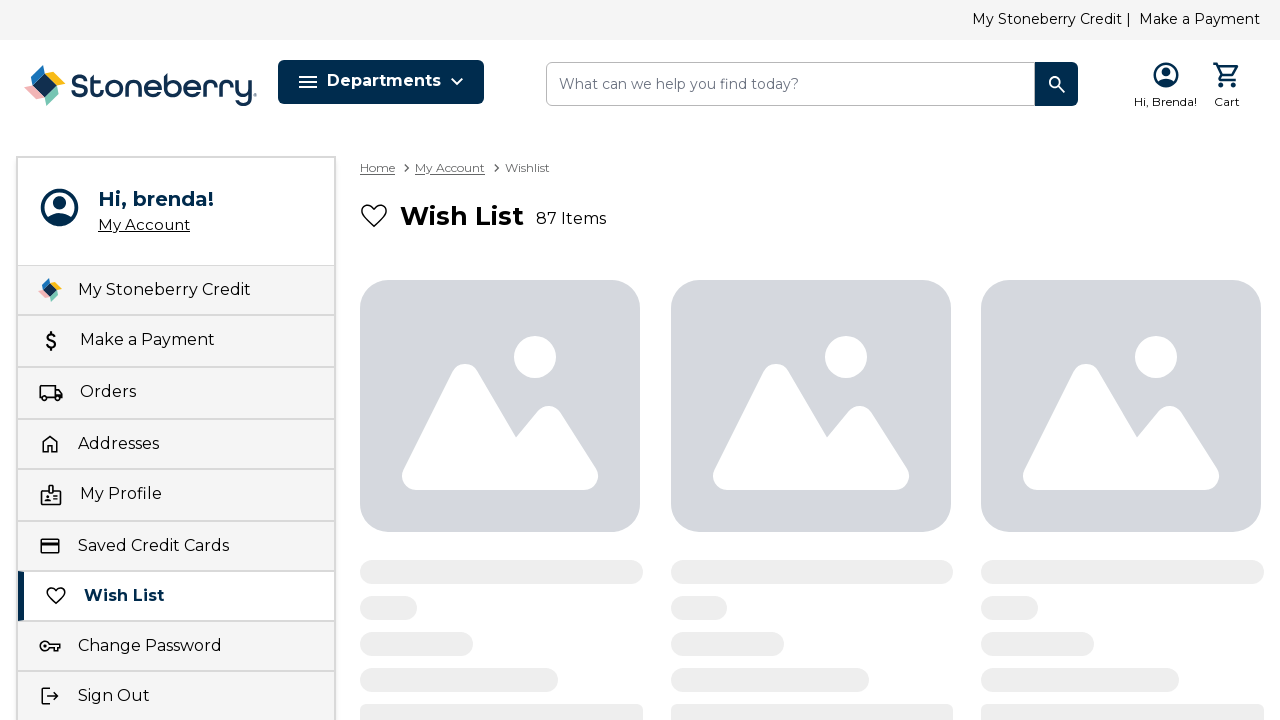 My Stoneberry Credit | Make a Payment
Stoneberry
Departments
What can we help you find today?
Hi, Brenda!
Cart
Hi, brenda!
My Account
My Stoneberry Credit
Make a Payment
Orders
Addresses
My Profile
Saved Credit Cards
Wish List
Change Password
Sign Out
Home > My Account > Wishlist
Wish List 87 Items